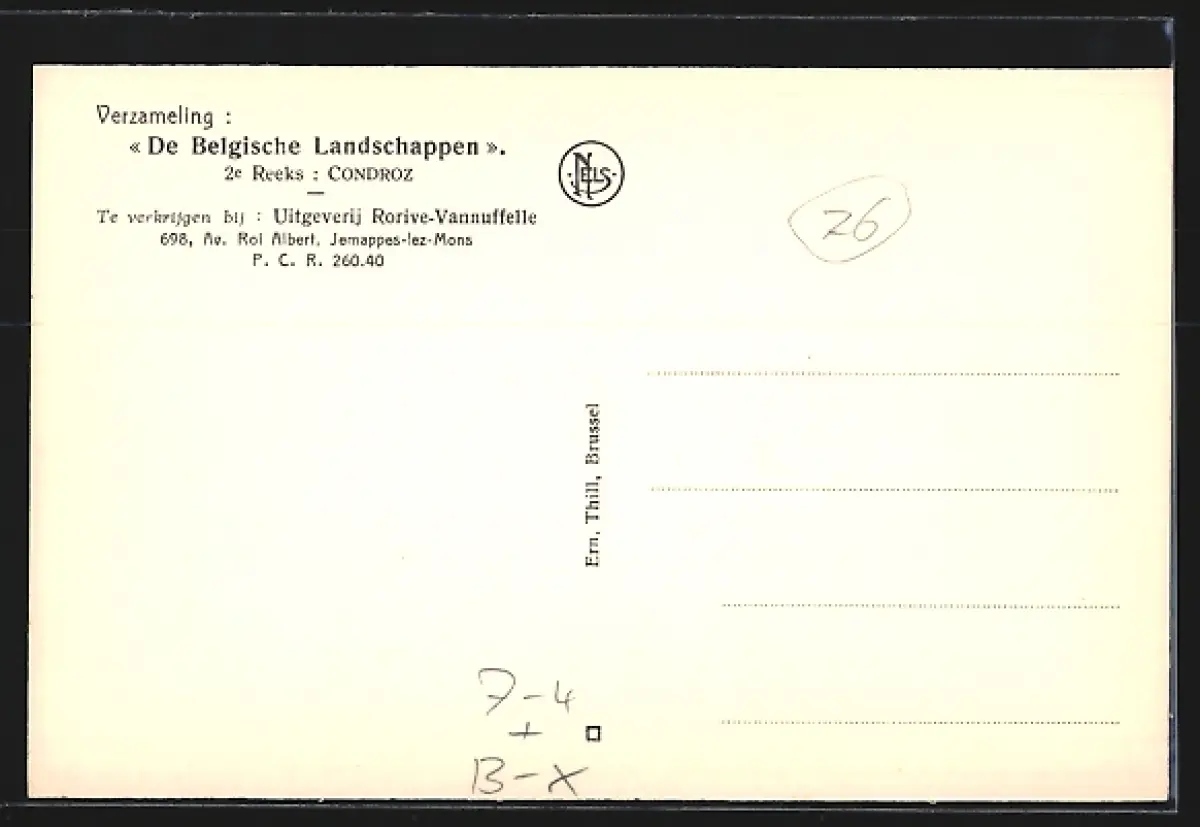 Verzameling :
« De Belgische Landschappen ».
2e Reeks : CONDROZ
Te verkrijgen bij : Uitgeverij Rorive-Vannuffelle
698, Av. Roi Albert, Jemappes-lez-Mons
P. C. R. 260.40
NELS
26
Ern. Thill, Brussel
7-4
+
B-X